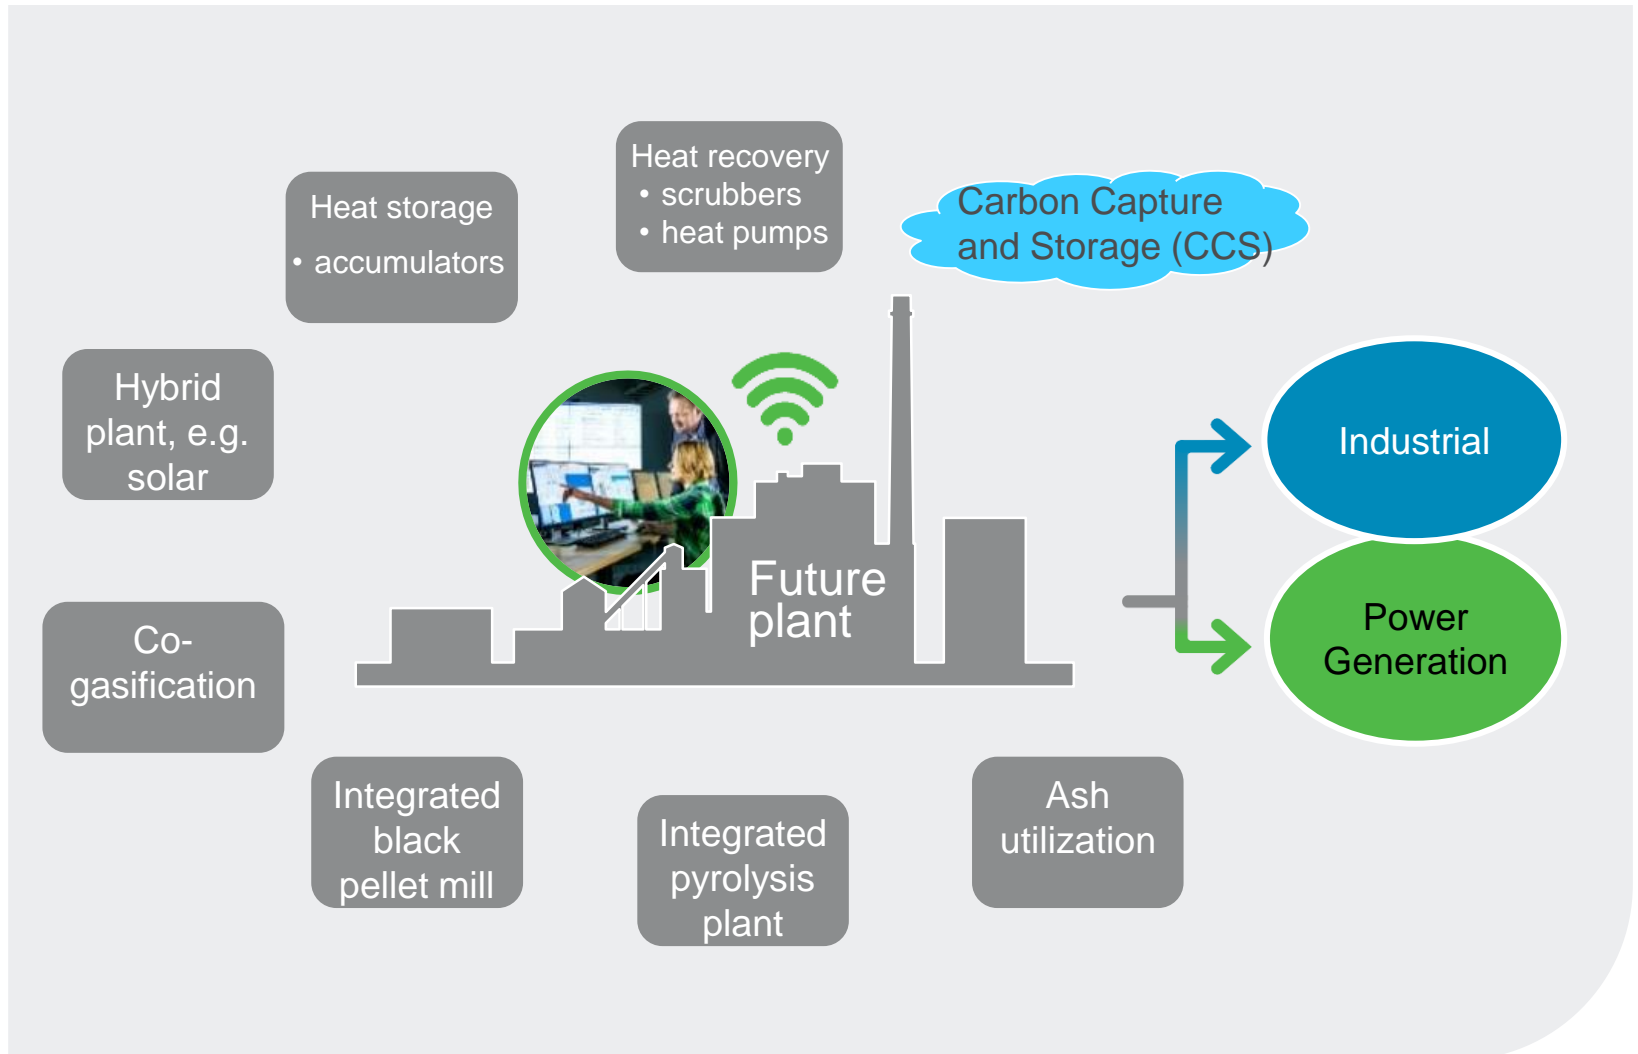 Heat recovery
• scrubbers
• heat pumps
Heat storage
• accumulators
Carbon Capture
and Storage (CCS)
Hybrid
plant, e.g.
solar
Industrial
Future
plant
Power
Generation
Co-
gasification
Integrated
black
pellet mill
Integrated
pyrolysis
plant
Ash
utilization